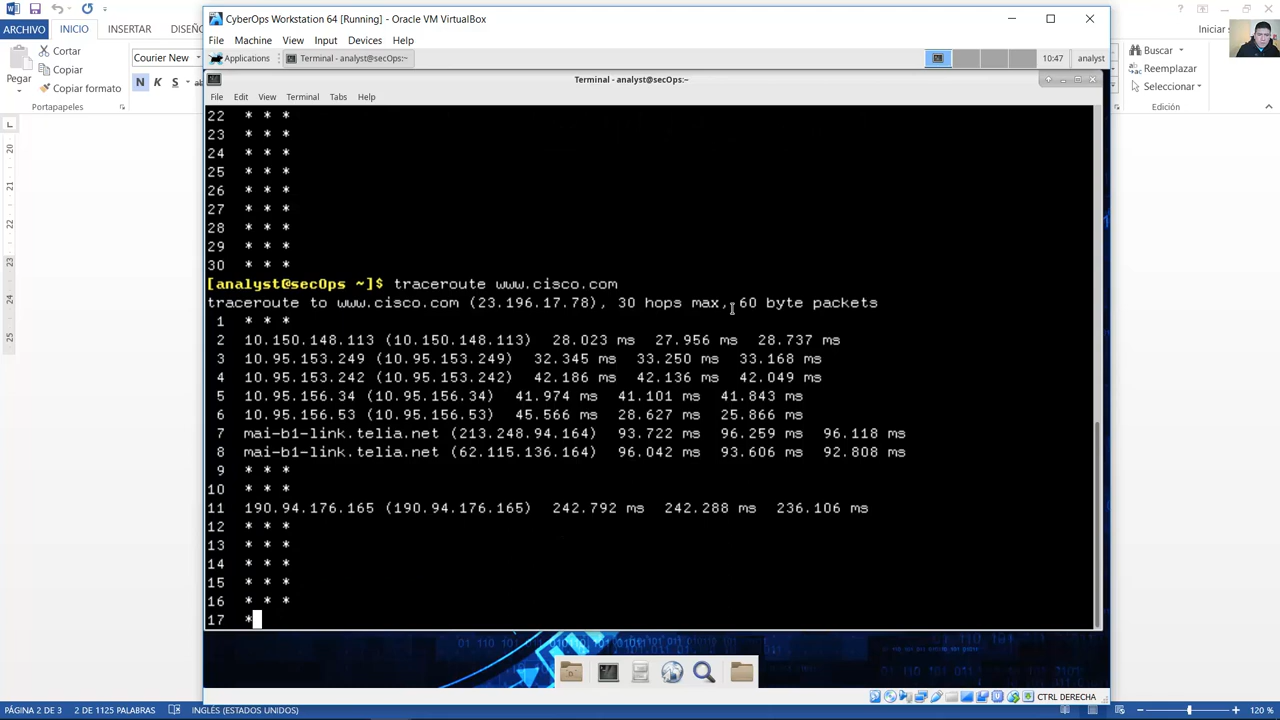 CyberOps Workstation 64 [Running] - Oracle VM VirtualBox
File Machine View Input Devices Help
Applications Terminal - analyst@secOps:~ 10:47 analyst
Terminal - analyst@secOps:~
File Edit View Terminal Tabs Help
22 * * *
23 * * *
24 * * *
25 * * *
26 * * *
27 * * *
28 * * *
29 * * *
30 * * *
[analyst@secOps ~]$ traceroute www.cisco.com
traceroute to www.cisco.com (23.196.17.78), 30 hops max, 60 byte packets
1 * * *
2 10.150.148.113 (10.150.148.113) 28.023 ms 27.956 ms 28.737 ms
3 10.95.153.249 (10.95.153.249) 32.345 ms 33.250 ms 33.168 ms
4 10.95.153.242 (10.95.153.242) 42.186 ms 42.136 ms 42.049 ms
5 10.95.156.34 (10.95.156.34) 41.974 ms 41.101 ms 41.843 ms
6 10.95.156.53 (10.95.156.53) 45.566 ms 28.627 ms 25.866 ms
7 mai-b1-link.telia.net (213.248.94.164) 93.722 ms 96.259 ms 96.118 ms
8 mai-b1-link.telia.net (62.115.136.164) 96.042 ms 93.606 ms 92.808 ms
9 * * *
10 * * *
11 190.94.176.165 (190.94.176.165) 242.792 ms 242.288 ms 236.106 ms
12 * * *
13 * * *
14 * * *
15 * * *
16 * * *
17 *
CTRL DERECHA
ARCHIVO INICIO INSERTAR DISEÑO
Iniciar
Pegar
Cortar
Copiar
Copiar formato
Portapapeles
Courier New
N K S
Buscar
Reemplazar
Seleccionar
Edición
20
21
22
23
24
25
PÁGINA 2 DE 3 2 DE 1125 PALABRAS INGLÉS (ESTADOS UNIDOS) 120 %